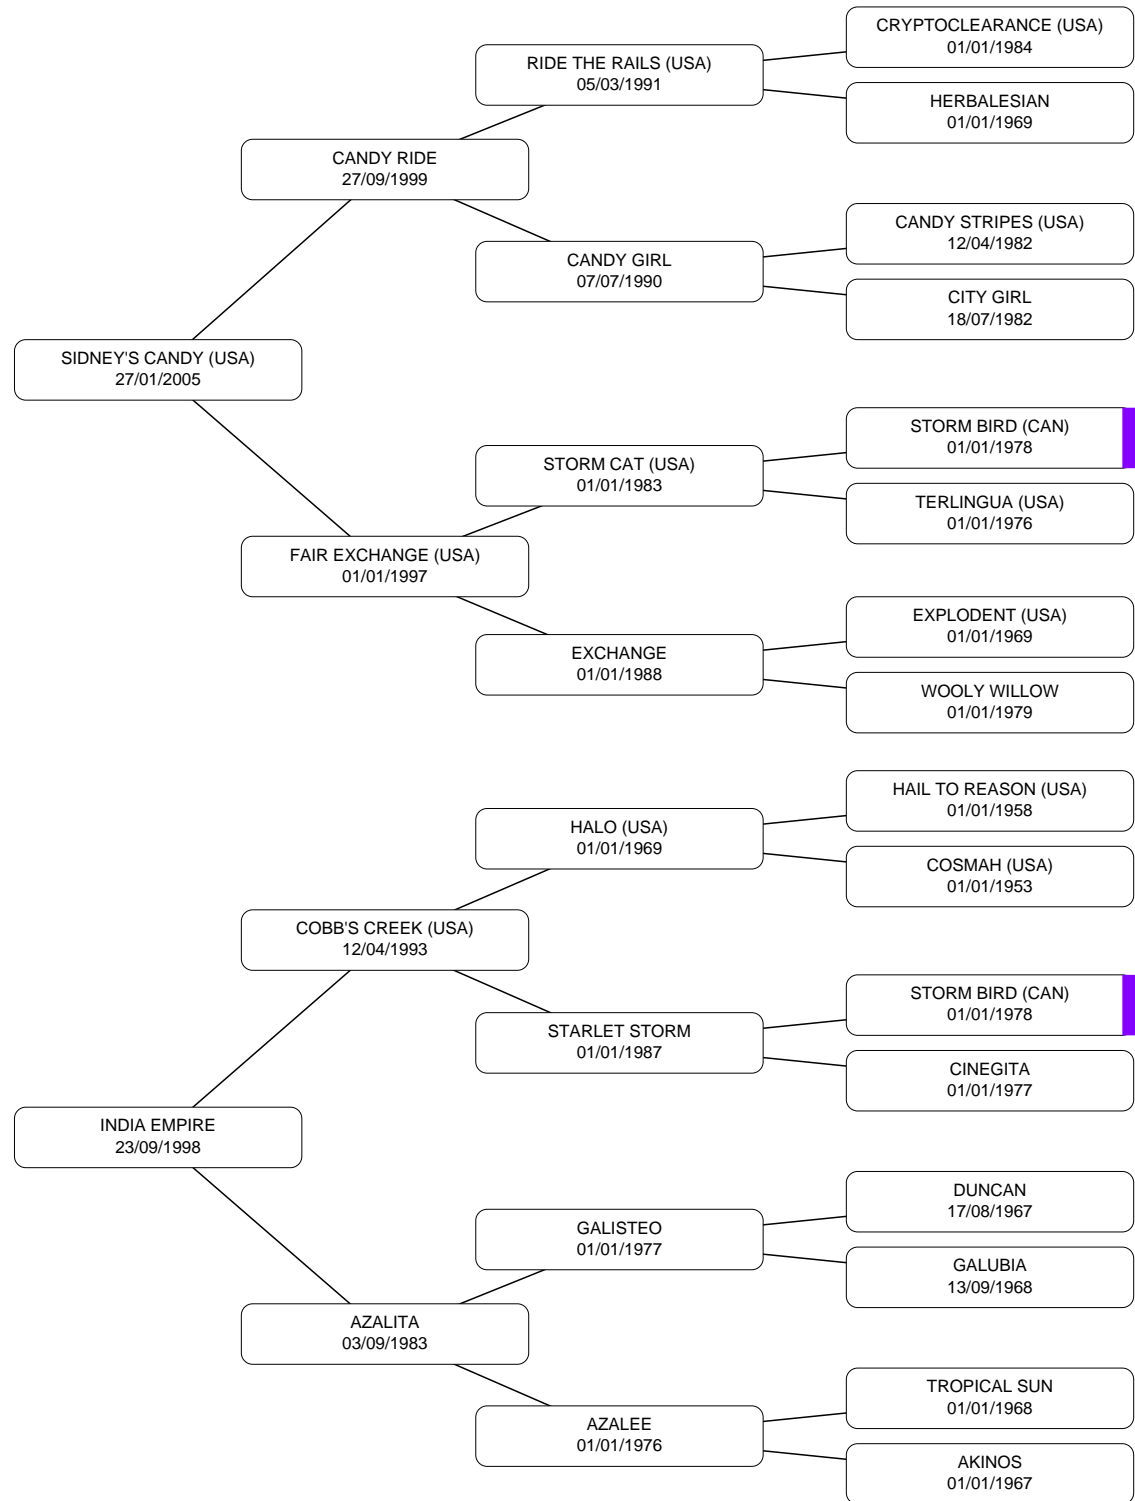 CRYPTOCLEARANCE (USA)
01/01/1984
RIDE THE RAILS (USA)
05/03/1991
HERBALESIAN
01/01/1969
CANDY RIDE
27/09/1999
CANDY STRIPES (USA)
12/04/1982
CANDY GIRL
07/07/1990
CITY GIRL
18/07/1982
SIDNEY'S CANDY (USA)
27/01/2005
STORM BIRD (CAN)
01/01/1978
STORM CAT (USA)
01/01/1983
TERLINGUA (USA)
01/01/1976
FAIR EXCHANGE (USA)
01/01/1997
EXPLODENT (USA)
01/01/1969
EXCHANGE
01/01/1988
WOOLY WILLOW
01/01/1979
HAIL TO REASON (USA)
01/01/1958
HALO (USA)
01/01/1969
COSMAH (USA)
01/01/1953
COBB'S CREEK (USA)
12/04/1993
STORM BIRD (CAN)
01/01/1978
STARLET STORM
01/01/1987
CINEGITA
01/01/1977
INDIA EMPIRE
23/09/1998
DUNCAN
17/08/1967
GALISTEO
01/01/1977
GALUBIA
13/09/1968
AZALITA
03/09/1983
TROPICAL SUN
01/01/1968
AZALEE
01/01/1976
AKINOS
01/01/1967